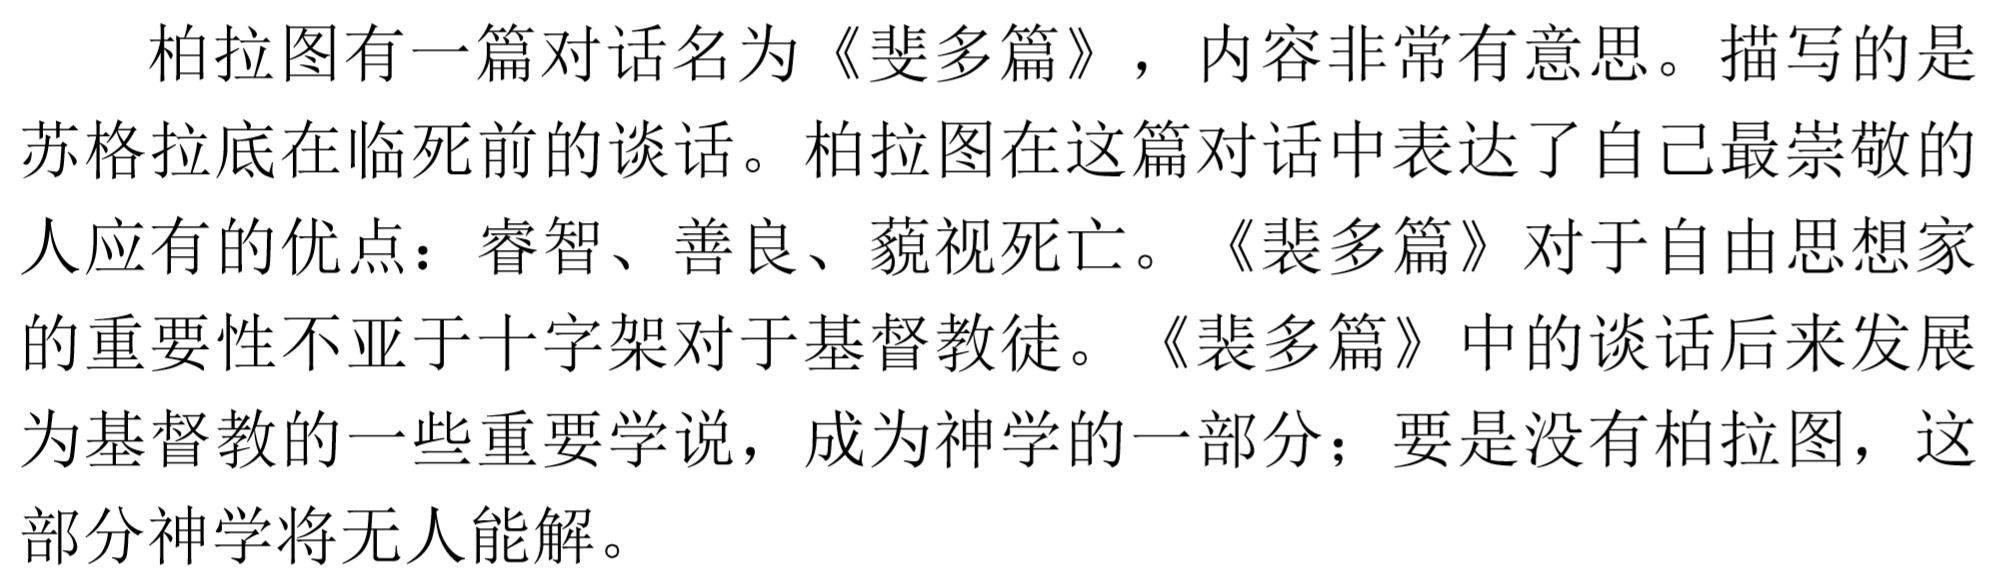 柏拉图有一篇对话名为《斐多篇》，内容非常有意思。描写的是
苏格拉底在临死前的谈话。柏拉图在这篇对话中表达了自己最崇敬的
人应有的优点：睿智、善良、藐视死亡。《裴多篇》对于自由思想家
的重要性不亚于十字架对于基督教徒。《裴多篇》中的谈话后来发展
为基督教的一些重要学说，成为神学的一部分；要是没有柏拉图，这
部分神学将无人能解。